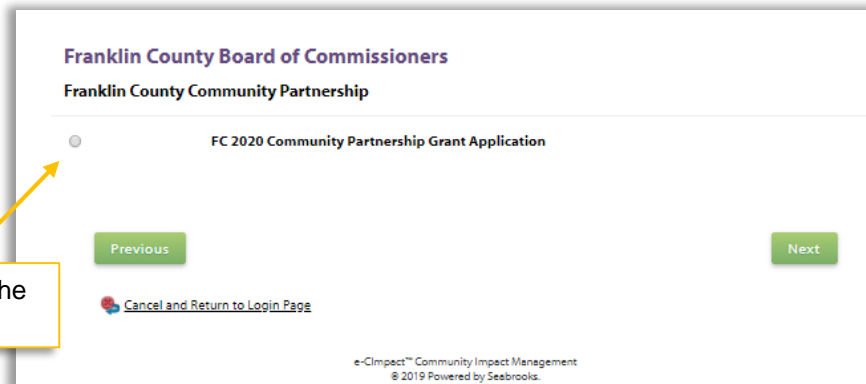 Franklin County Board of Commissioners
Franklin County Community Partnership
FC 2020 Community Partnership Grant Application
Previous
Next
he
Cancel and Return to Login Page
e-CImpact™ Community Impact Management
© 2019 Powered by Seabrooks.